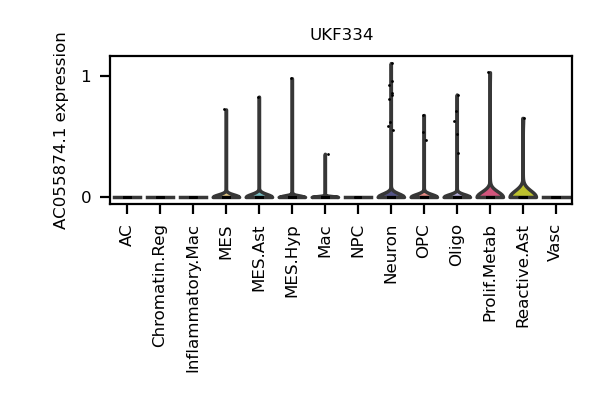 UKF334
AC055874.1 expression
1
0
AC
Chromatin.Reg
Inflammatory.Mac
MES
MES.Ast
MES.Hyp
Mac
NPC
Neuron
OPC
Oligo
Prolif.Metab
Reactive.Ast
Vasc